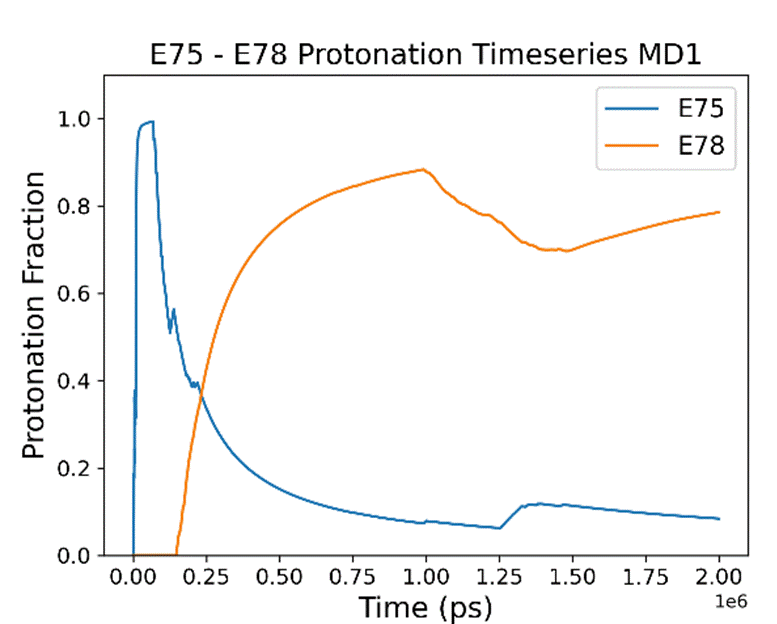 E75 - E78 Protonation Timeseries MD1
E75
E78
Protonation Fraction
1.0
0.8
0.6
0.4
0.2
0.0
0.00 0.25 0.50 0.75 1.00 1.25 1.50 1.75 2.00
1e6
Time (ps)